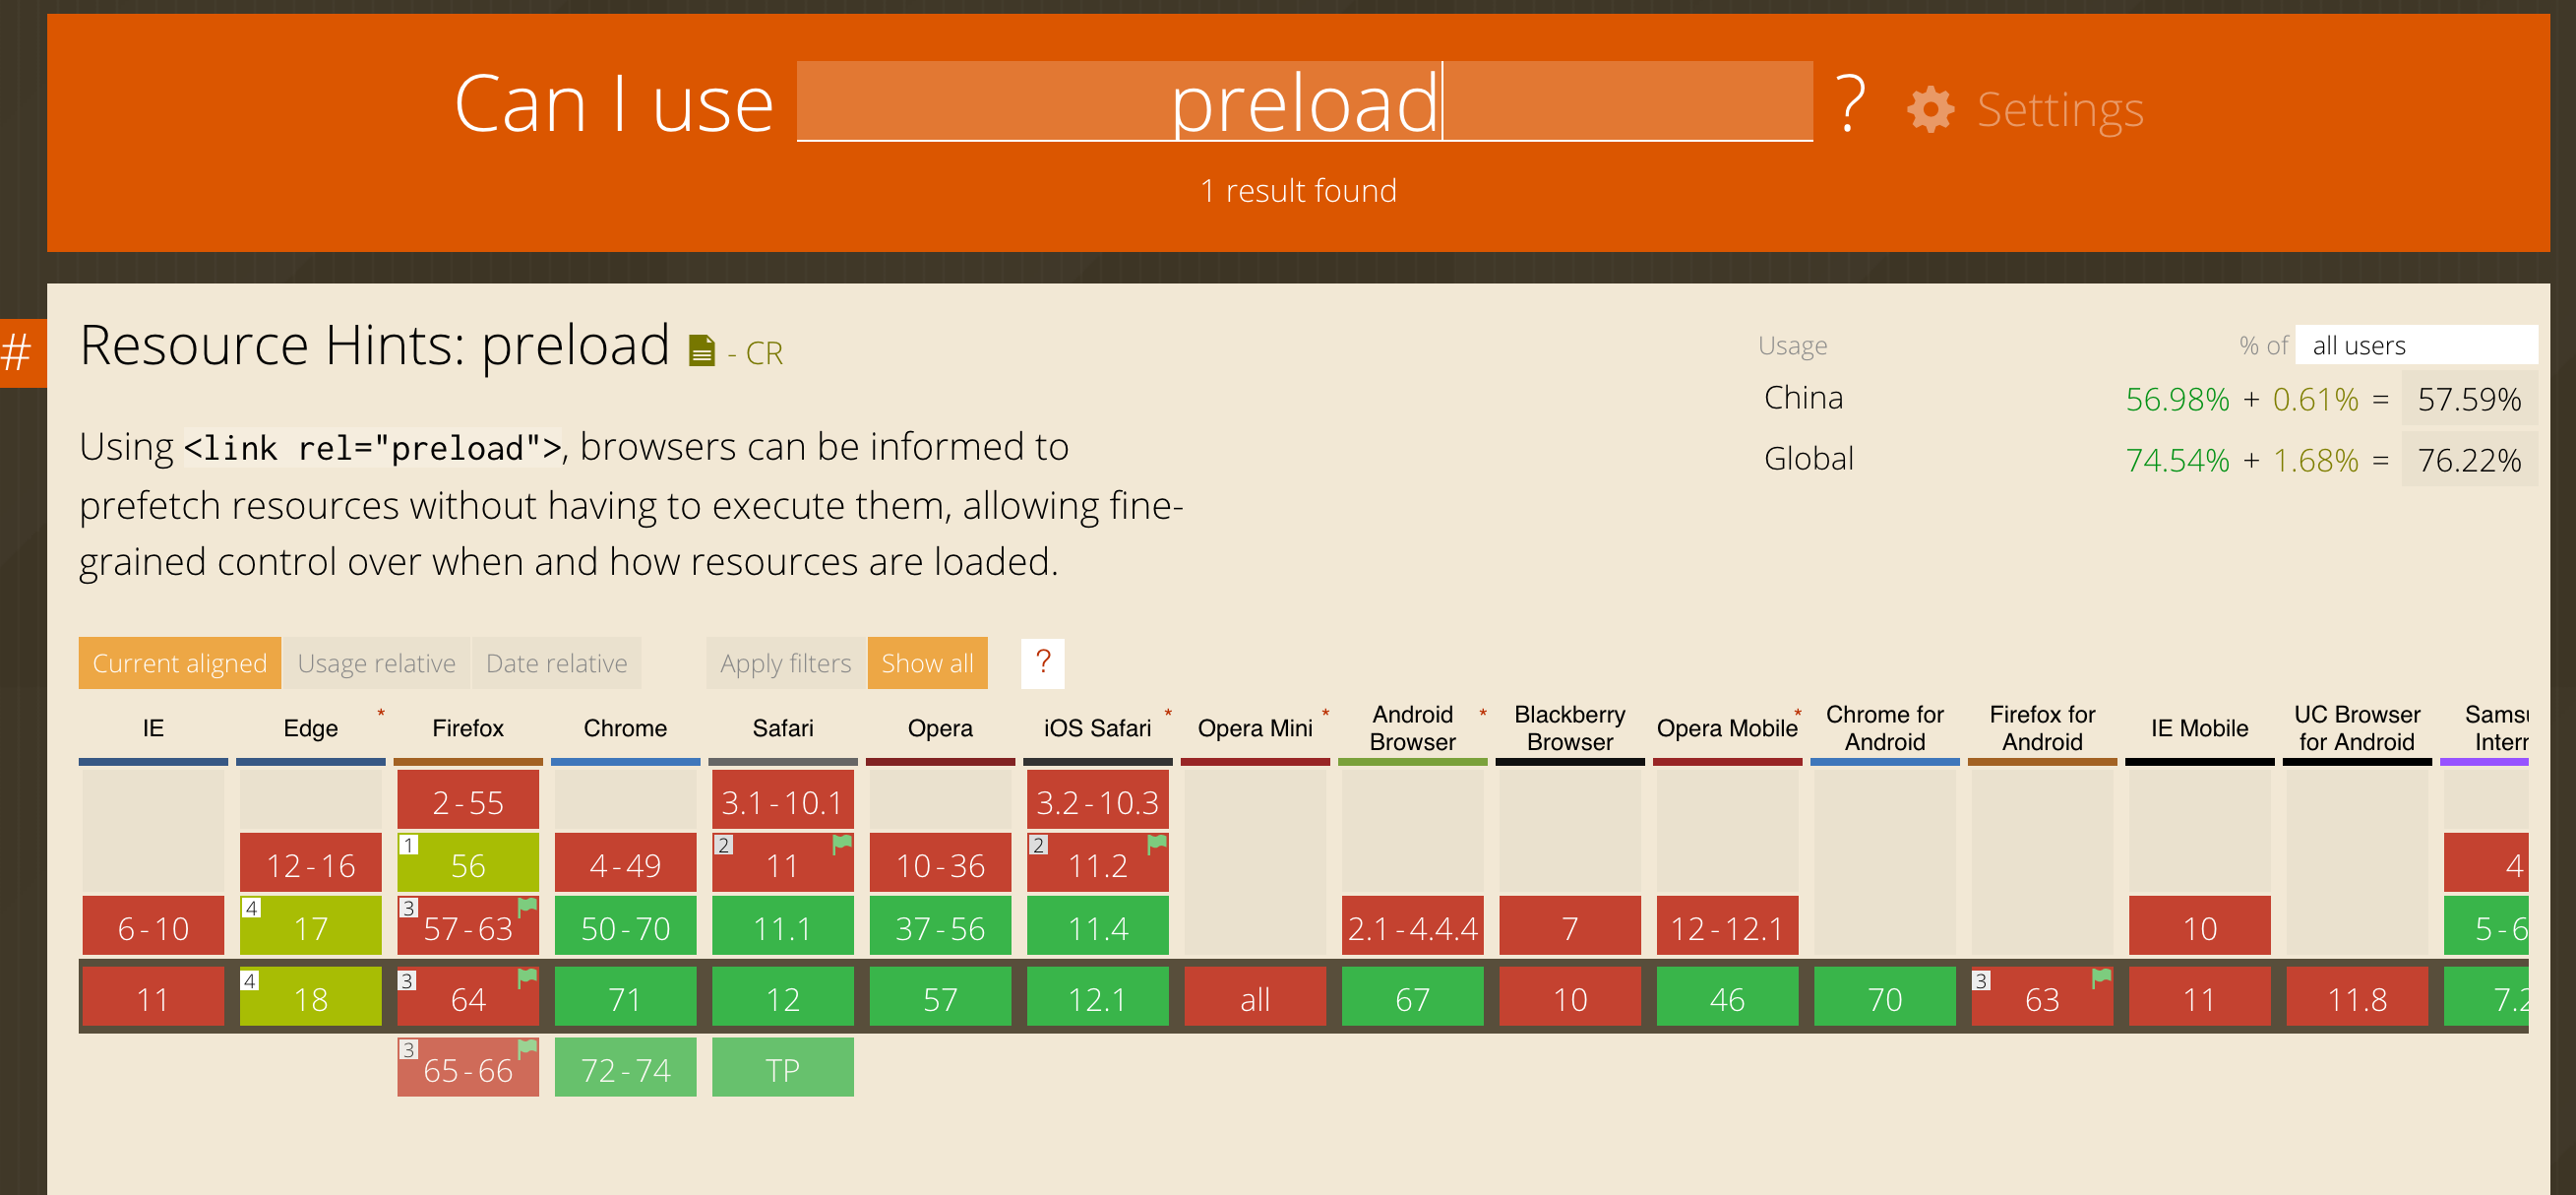 Can I use preload ? Settings
1 result found
#
Resource Hints: preload - CR
Using <link rel="preload">, browsers can be informed to
prefetch resources without having to execute them, allowing fine-
grained control over when and how resources are loaded.
Usage % of all users
China 56.98% + 0.61% = 57.59%
Global 74.54% + 1.68% = 76.22%
Current aligned Usage relative Date relative Apply filters Show all ?
IE Edge * Firefox Chrome Safari Opera iOS Safari * Opera Mini * Android Browser * Blackberry Browser Opera Mobile * Chrome for Android Firefox for Android IE Mobile UC Browser for Android
2-55 3.1-10.1 3.2-10.3
12-16 1 56 4-49 2 11 10-36 2 11.2 4
6-10 4 17 3 57-63 50-70 11.1 37-56 11.4 2.1-4.4.4 7 12-12.1 10 5-6
11 4 18 3 64 71 12 57 12.1 all 67 10 46 70 3 63 11 11.8 7.2
3 65-66 72-74 TP